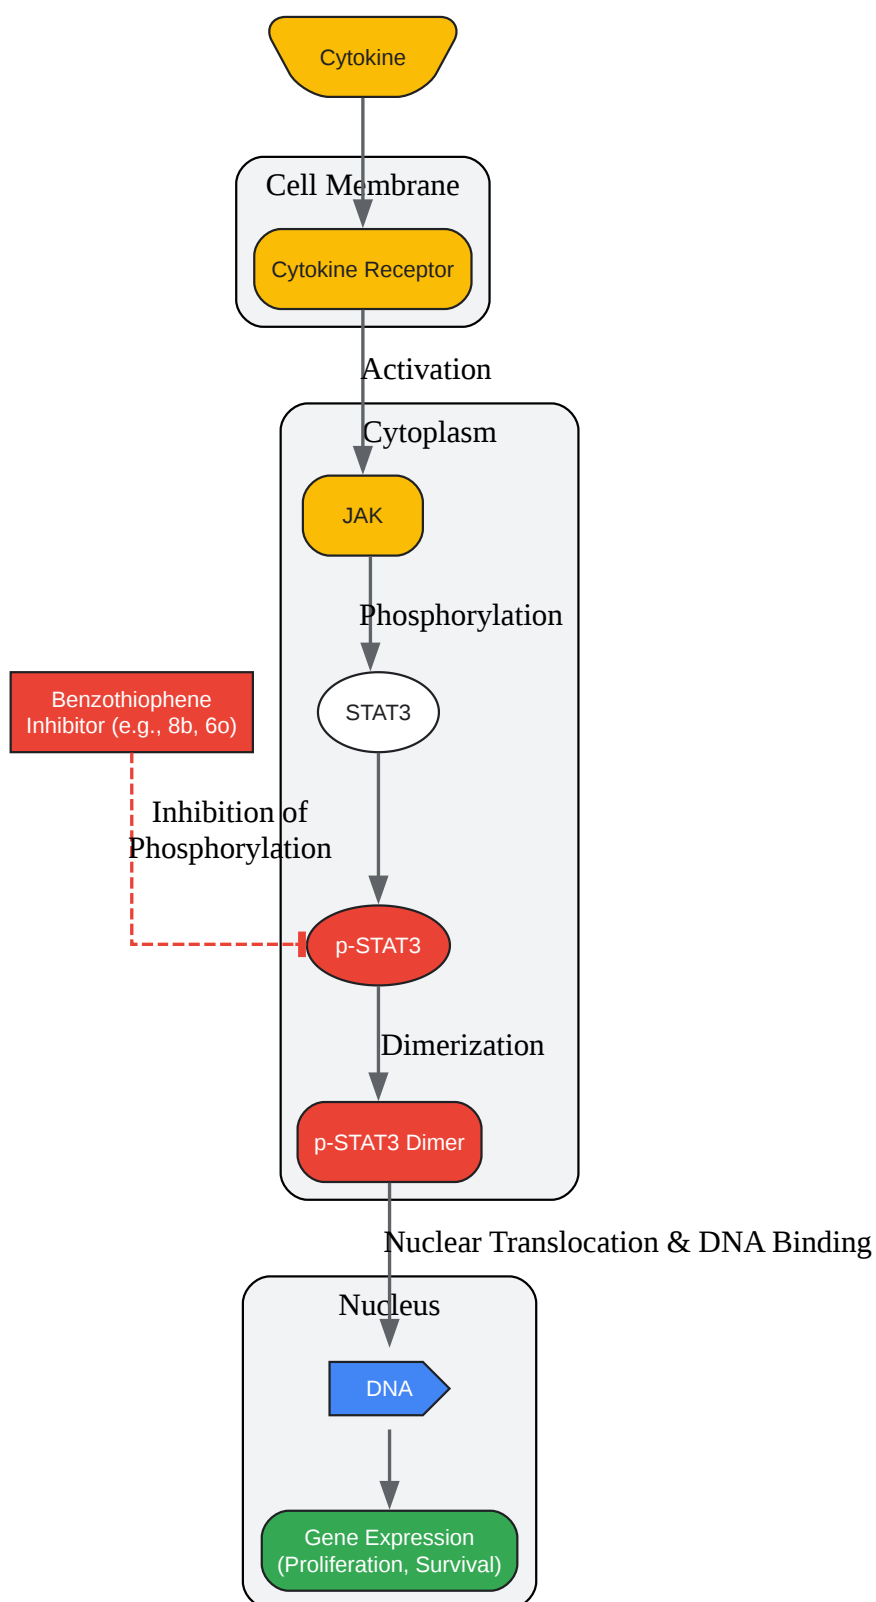 Cytokine
Cell Membrane
Cytokine Receptor
Activation
Cytoplasm
JAK
Phosphorylation
Benzothiophene
Inhibitor (e.g., 8b, 6o)
STAT3
Inhibition of
Phosphorylation
p-STAT3
Dimerization
p-STAT3 Dimer
Nuclear Translocation & DNA Binding
Nucleus
DNA
Gene Expression
(Proliferation, Survival)